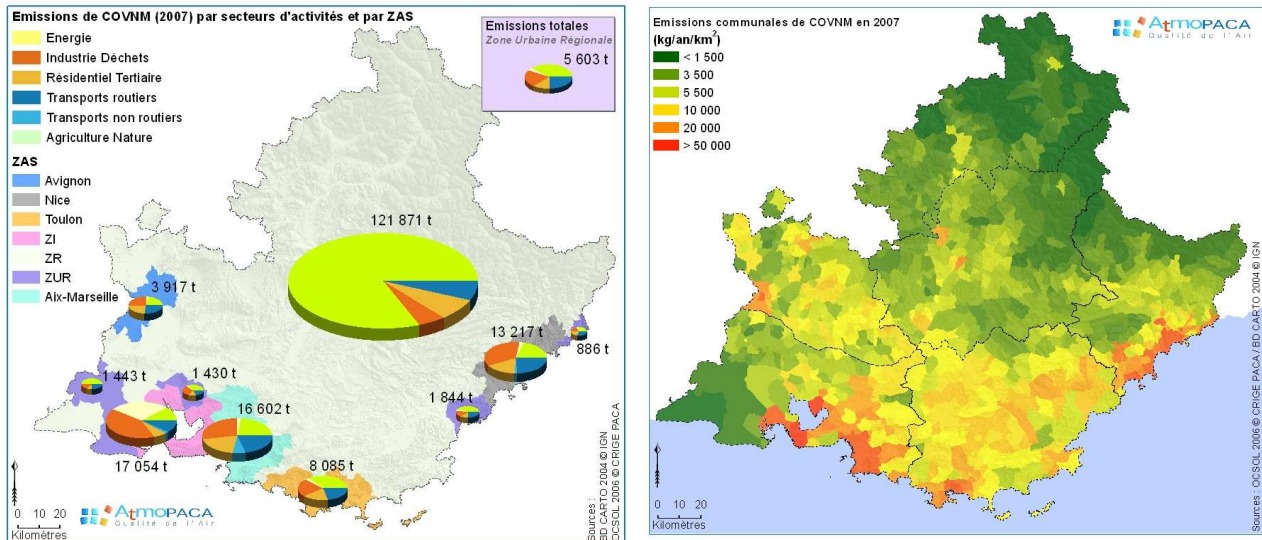 Emissions de COVNM (2007) par secteurs d'activités et par ZAS
Energie
Industrie Déchets
Résidentiel Tertiaire
Transports routiers
Transports non routiers
Agriculture Nature
ZAS
Avignon
Nice
Toulon
ZI
ZR
ZUR
Aix-Marseille
Emissions totales
Zone Urbaine Régionale
5 603 t
121 871 t
3 917 t
13 217 t
886 t
1 443 t
1 430 t
1 844 t
16 602 t
17 054 t
8 085 t
0 10 20
Kilomètres
AtmoPACA
Qualité de l'Air
Sources :
BD CARTO 2004 © IGN
OCSOL 2006 © CRIGE PACA
Emissions communales de COVNM en 2007
(kg/an/km²)
< 1 500
3 500
5 500
10 000
20 000
> 50 000
AtmoPACA
Qualité de l'Air
0 10 20
Kilomètres
Sources : OCSOL 2006 © CRIGE PACA / BD CARTO 2004 © IGN